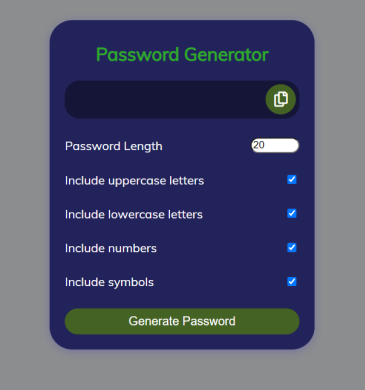 Password Generator
Password Length 20
Include uppercase letters
Include lowercase letters
Include numbers
Include symbols
Generate Password